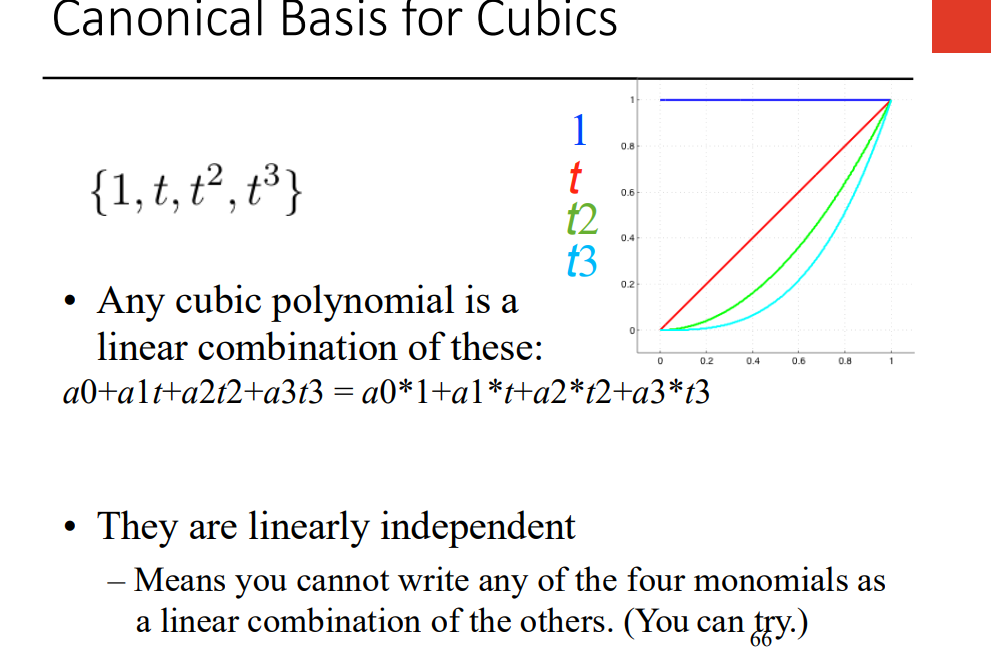 Canonical Basis for Cubics
{1, t, t², t³}
1
t
t2
t3
1
0.8
0.6
0.4
0.2
0
0 0.2 0.4 0.6 0.8 1
• Any cubic polynomial is a
linear combination of these:
a0+a1t+a2t2+a3t3 = a0*1+a1*t+a2*t2+a3*t3
• They are linearly independent
– Means you cannot write any of the four monomials as
a linear combination of the others. (You can try.)
66